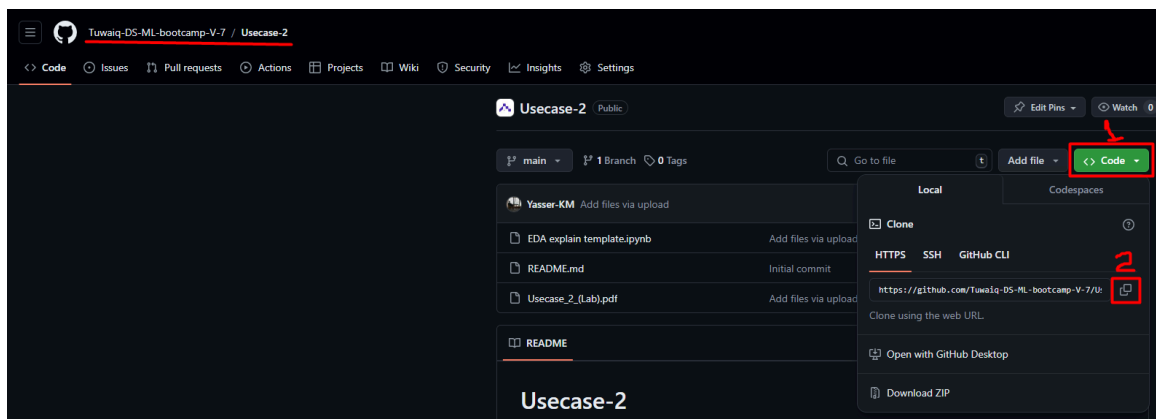 Tuwaiq-DS-ML-bootcamp-V-7 / Usecase-2
Code Issues Pull requests Actions Projects Wiki Security Insights Settings
Usecase-2 Public
Edit Pins Watch 0
1
main 1 Branch 0 Tags Go to file t Add file Code
Local Codespaces
Yasser-KM Add files via upload
Clone
EDA explain template.ipynb Add files via upload
HTTPS SSH GitHub CLI
2
README.md Initial commit
https://github.com/Tuwaiq-DS-ML-bootcamp-V-7/Us
Usecase_2_(Lab).pdf Add files via upload
Clone using the web URL.
README
Open with GitHub Desktop
Download ZIP
Usecase-2